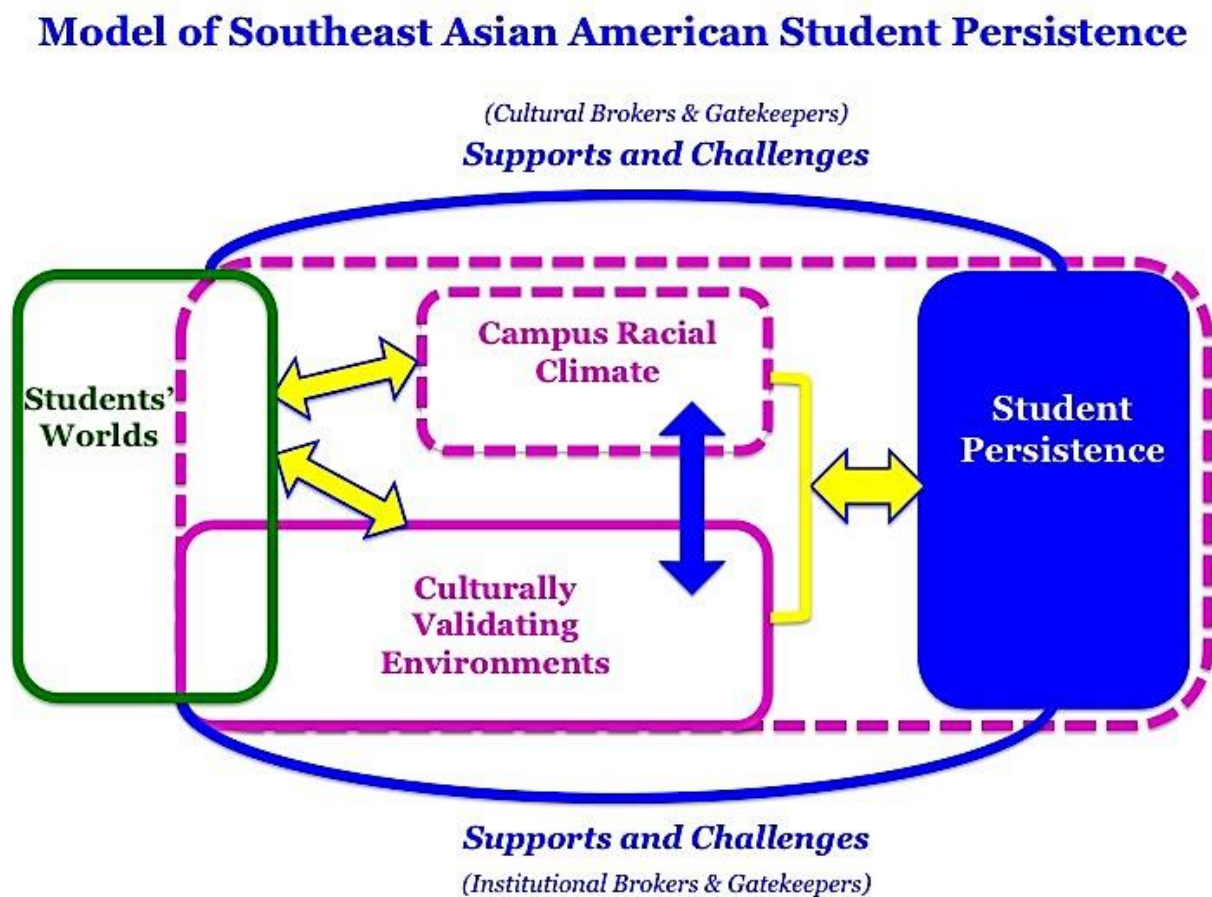 Model of Southeast Asian American Student Persistence
(Cultural Brokers & Gatekeepers)
Supports and Challenges
Campus Racial
Climate
Students'
Worlds
Student
Persistence
Culturally
Validating
Environments
Supports and Challenges
(Institutional Brokers & Gatekeepers)